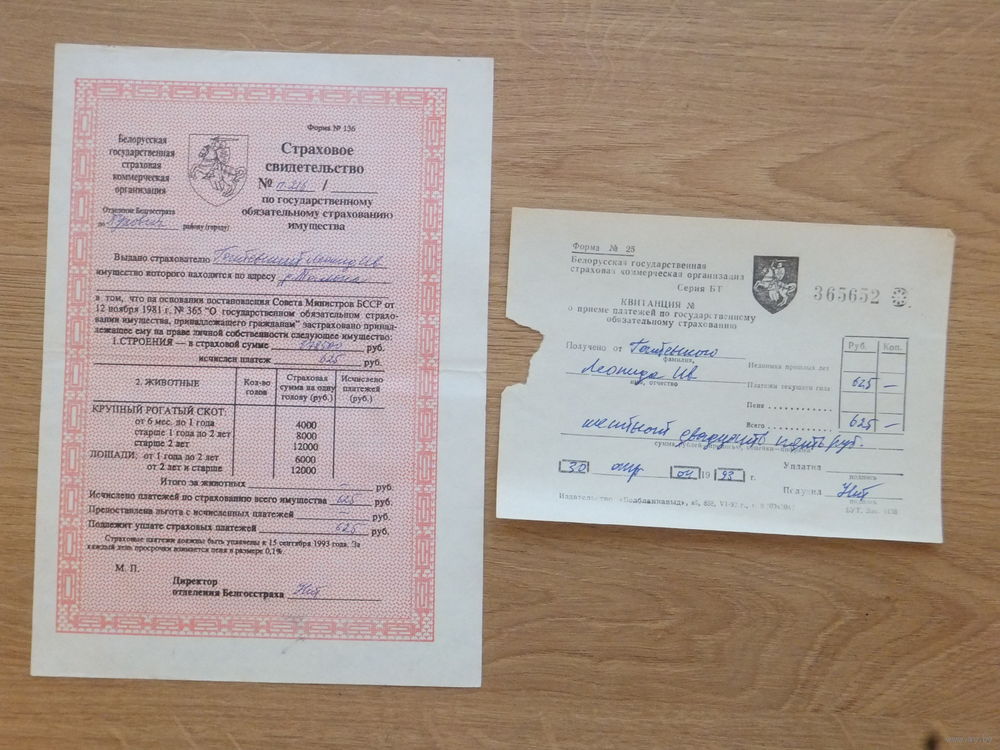 Форма № 136
Белорусская
государственная
страховая
коммерческая
организация
Страховое
свидетельство
№ п-216 /
по государственному
обязательному страхованию
имущества
Отделение Белгосстраха
по району (городу)
Выдано страхователю
имущество которого находится по адресу
в том, что на основании постановления Совета Министров БССР от
12 ноября 1981 г. № 365 "О государственном обязательном страхо-
вании имущества, принадлежащего гражданам" застраховано принад-
лежащее ему на праве личной собственности следующее имущество:
1.СТРОЕНИЯ — в страховой сумме руб.
исчислен платеж 625 руб.
2. ЖИВОТНЫЕ
Кол-во
голов
Страховая
сумма на одну
голову (руб.)
Исчислено
платежей
(руб.)
КРУПНЫЙ РОГАТЫЙ СКОТ:
от 6 мес. до 1 года 4000
старше 1 года до 2 лет 8000
старше 2 лет 12000
ЛОШАДИ: от 1 года до 2 лет 6000
от 2 лет и старше 12000
Итого за животных руб.
Исчислено платежей по страхованию всего имущества 625 руб.
Предоставлена льгота с исчисленных платежей руб.
Подлежит уплате страховых платежей 625 руб.
Страховые платежи должны быть уплачены к 15 сентября 1993 года. За
каждый день просрочки взимается пеня в размере 0,1%.
М. П.
Директор
отделения Белгосстраха
Форма № 25
Белорусская государственная
страховая коммерческая организация
Серия БТ
365652
КВИТАНЦИЯ №
о приеме платежей по государственному
обязательному страхованию
Руб. Коп.
Получено от
фамилия,
Леонида Ив
имя, отчество
Недоимка прошлых лет
Платежи текущего года 625 —
Пеня
Всего 625 —
шестьсот двадцать пять руб.
30 апр 04 1993 г.
Уплатил
подпись
Получил
подпись